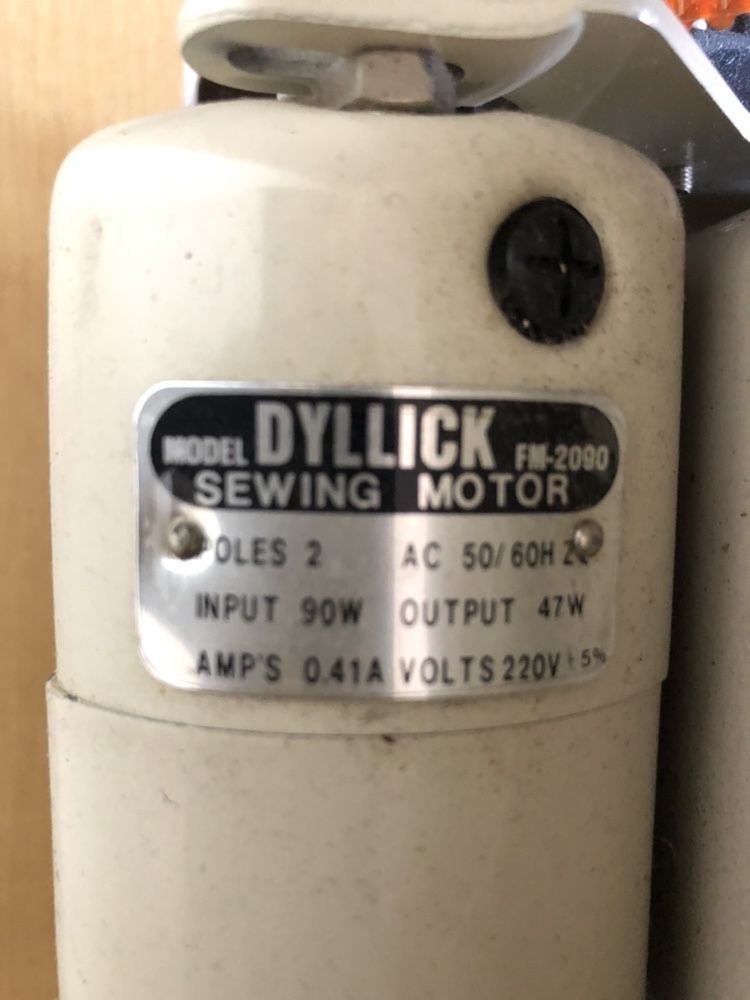 MODEL DYLLICK FM-2090
SEWING MOTOR
POLES 2 AC 50/60HZ
INPUT 90W OUTPUT 47W
AMP'S 0.41A VOLTS 220V ±5%